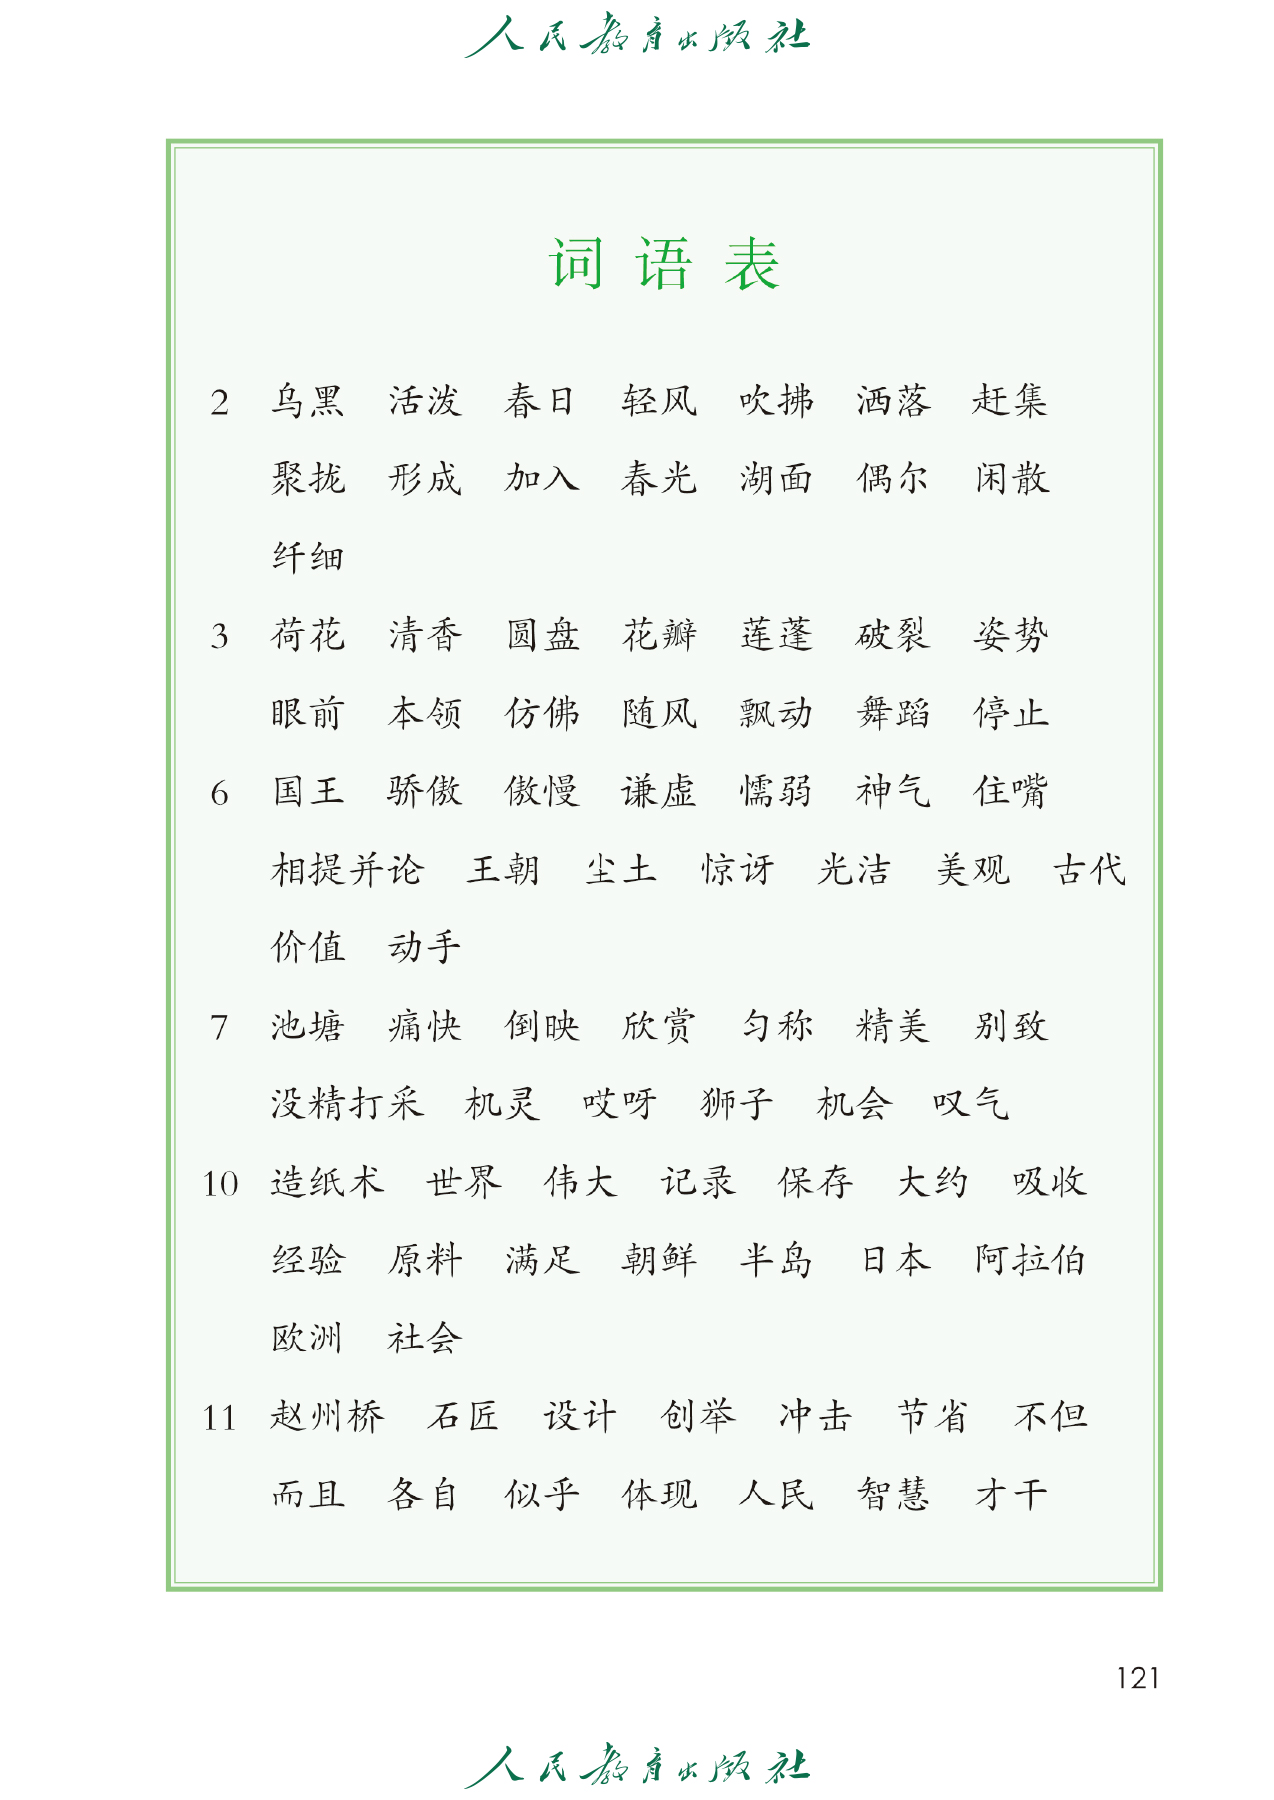 人民教育出版社
词语表
2 乌黑 活泼 春日 轻风 吹拂 洒落 赶集
聚拢 形成 加入 春光 湖面 偶尔 闲散
纤细
3 荷花 清香 圆盘 花瓣 莲蓬 破裂 姿势
眼前 本领 仿佛 随风 飘动 舞蹈 停止
6 国王 骄傲 傲慢 谦虚 懦弱 神气 住嘴
相提并论 王朝 尘土 惊讶 光洁 美观 古代
价值 动手
7 池塘 痛快 倒映 欣赏 匀称 精美 别致
没精打采 机灵 哎呀 狮子 机会 叹气
10 造纸术 世界 伟大 记录 保存 大约 吸收
经验 原料 满足 朝鲜 半岛 日本 阿拉伯
欧洲 社会
11 赵州桥 石匠 设计 创举 冲击 节省 不但
而且 各自 似乎 体现 人民 智慧 才干
121
人民教育出版社